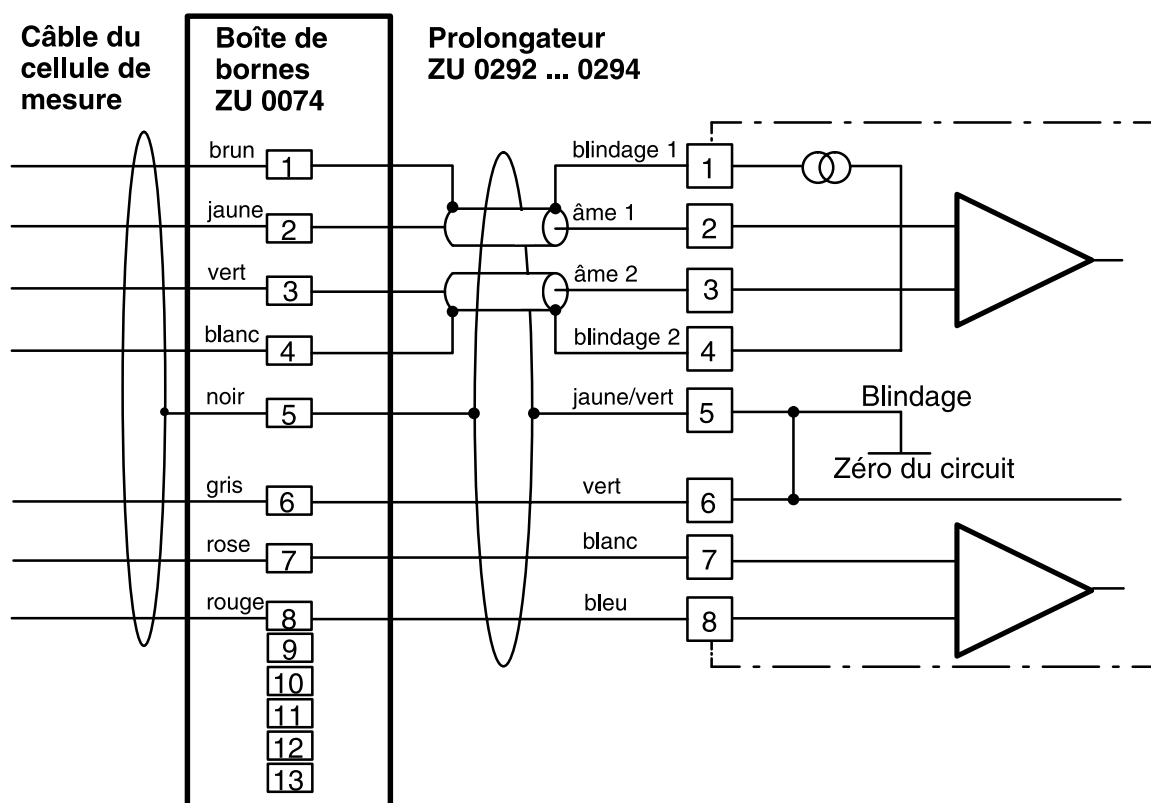 Câble du
cellule de
mesure
Boîte de
bornes
ZU 0074
Prolongateur
ZU 0292 ... 0294
brun
1
blindage 1
1
jaune
2
âme 1
2
vert
3
âme 2
3
blanc
4
blindage 2
4
noir
5
jaune/vert
5
Blindage
Zéro du circuit
gris
6
vert
6
rose
7
blanc
7
rouge
8
bleu
8
9
10
11
12
13